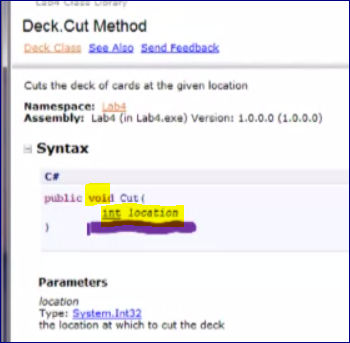 Lab4 Class Library
Deck.Cut Method
Deck Class See Also Send Feedback
Cuts the deck of cards at the given location
Namespace: Lab4
Assembly: Lab4 (in Lab4.exe) Version: 1.0.0.0 (1.0.0.0)
Syntax
C#
public void Cut(
int location
)
Parameters
location
Type: System.Int32
the location at which to cut the deck